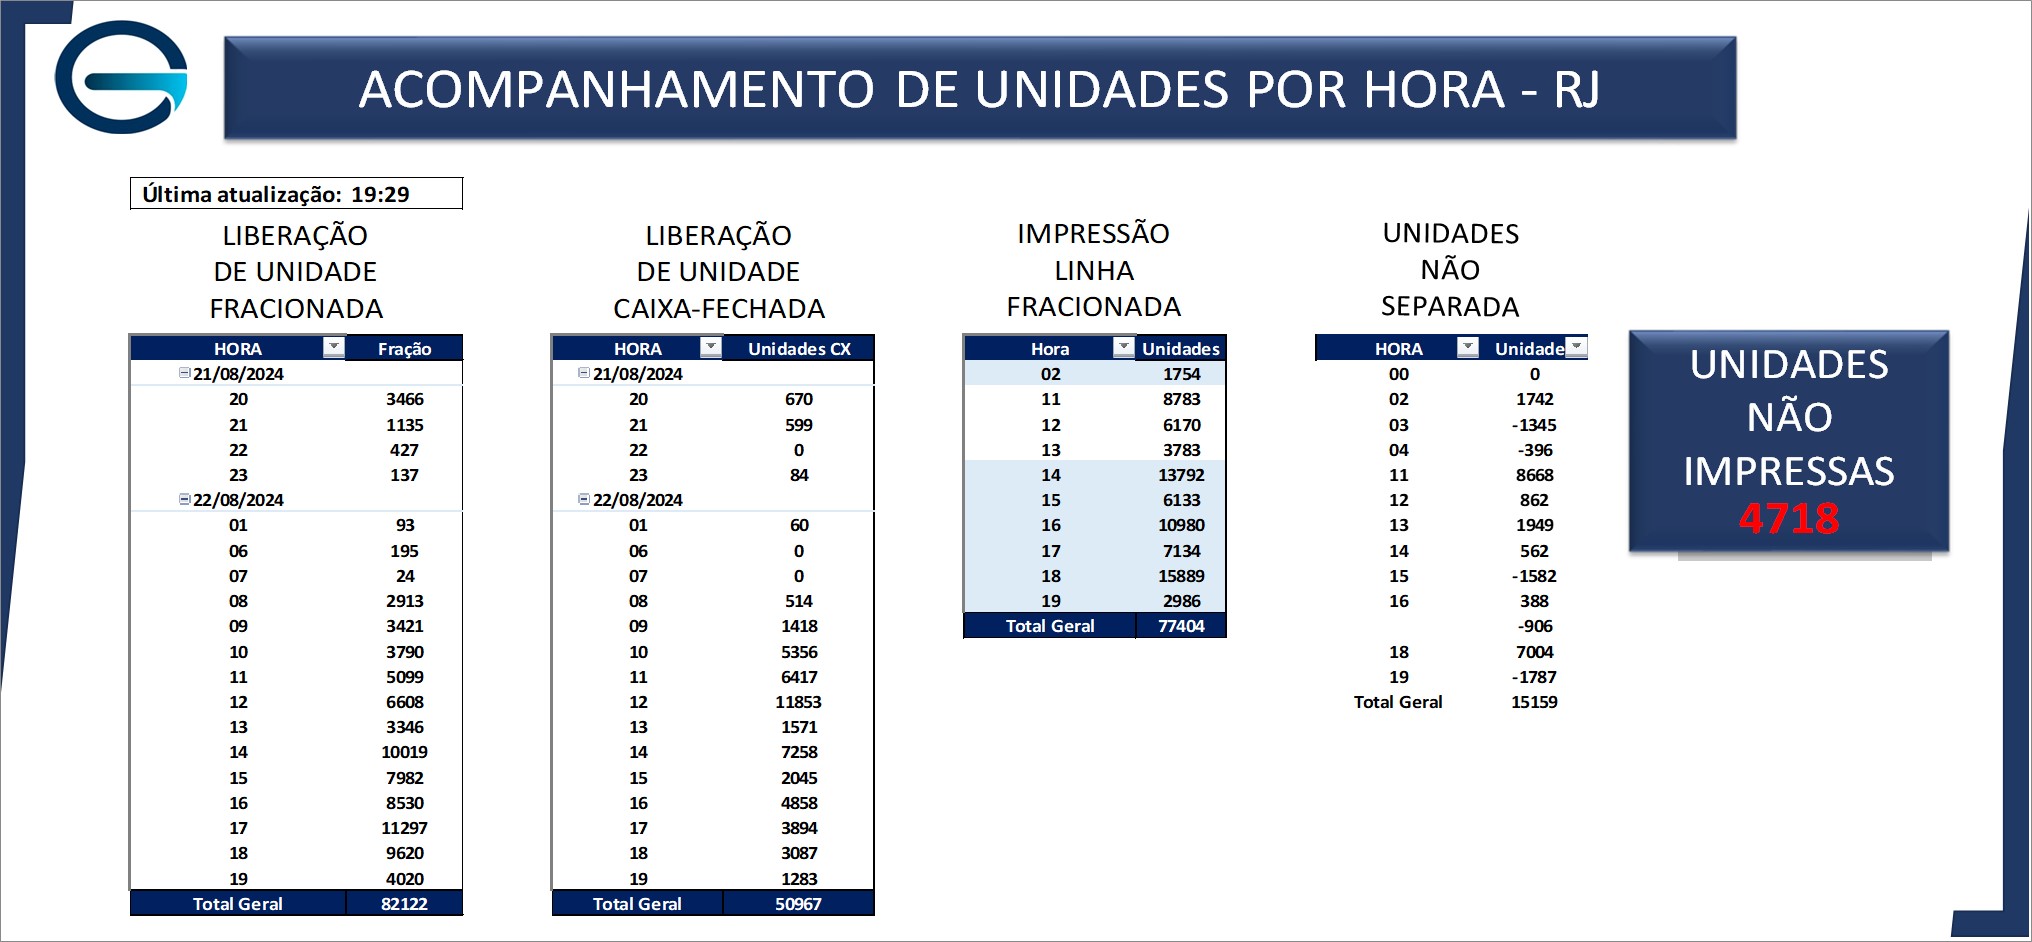 ACOMPANHAMENTO DE UNIDADES POR HORA - RJ
Última atualização: 19:29
LIBERAÇÃO
DE UNIDADE
FRACIONADA
HORA Fração
21/08/2024
20 3466
21 1135
22 427
23 137
22/08/2024
01 93
06 195
07 24
08 2913
09 3421
10 3790
11 5099
12 6608
13 3346
14 10019
15 7982
16 8530
17 11297
18 9620
19 4020
Total Geral 82122
LIBERAÇÃO
DE UNIDADE
CAIXA-FECHADA
HORA Unidades CX
21/08/2024
20 670
21 599
22 0
23 84
22/08/2024
01 60
06 0
07 0
08 514
09 1418
10 5356
11 6417
12 11853
13 1571
14 7258
15 2045
16 4858
17 3894
18 3087
19 1283
Total Geral 50967
IMPRESSÃO
LINHA
FRACIONADA
Hora Unidades
02 1754
11 8783
12 6170
13 3783
14 13792
15 6133
16 10980
17 7134
18 15889
19 2986
Total Geral 77404
UNIDADES
NÃO
SEPARADA
HORA Unidade
00 0
02 1742
03 -1345
04 -396
11 8668
12 862
13 1949
14 562
15 -1582
16 388
-906
18 7004
19 -1787
Total Geral 15159
UNIDADES
NÃO
IMPRESSAS
4718